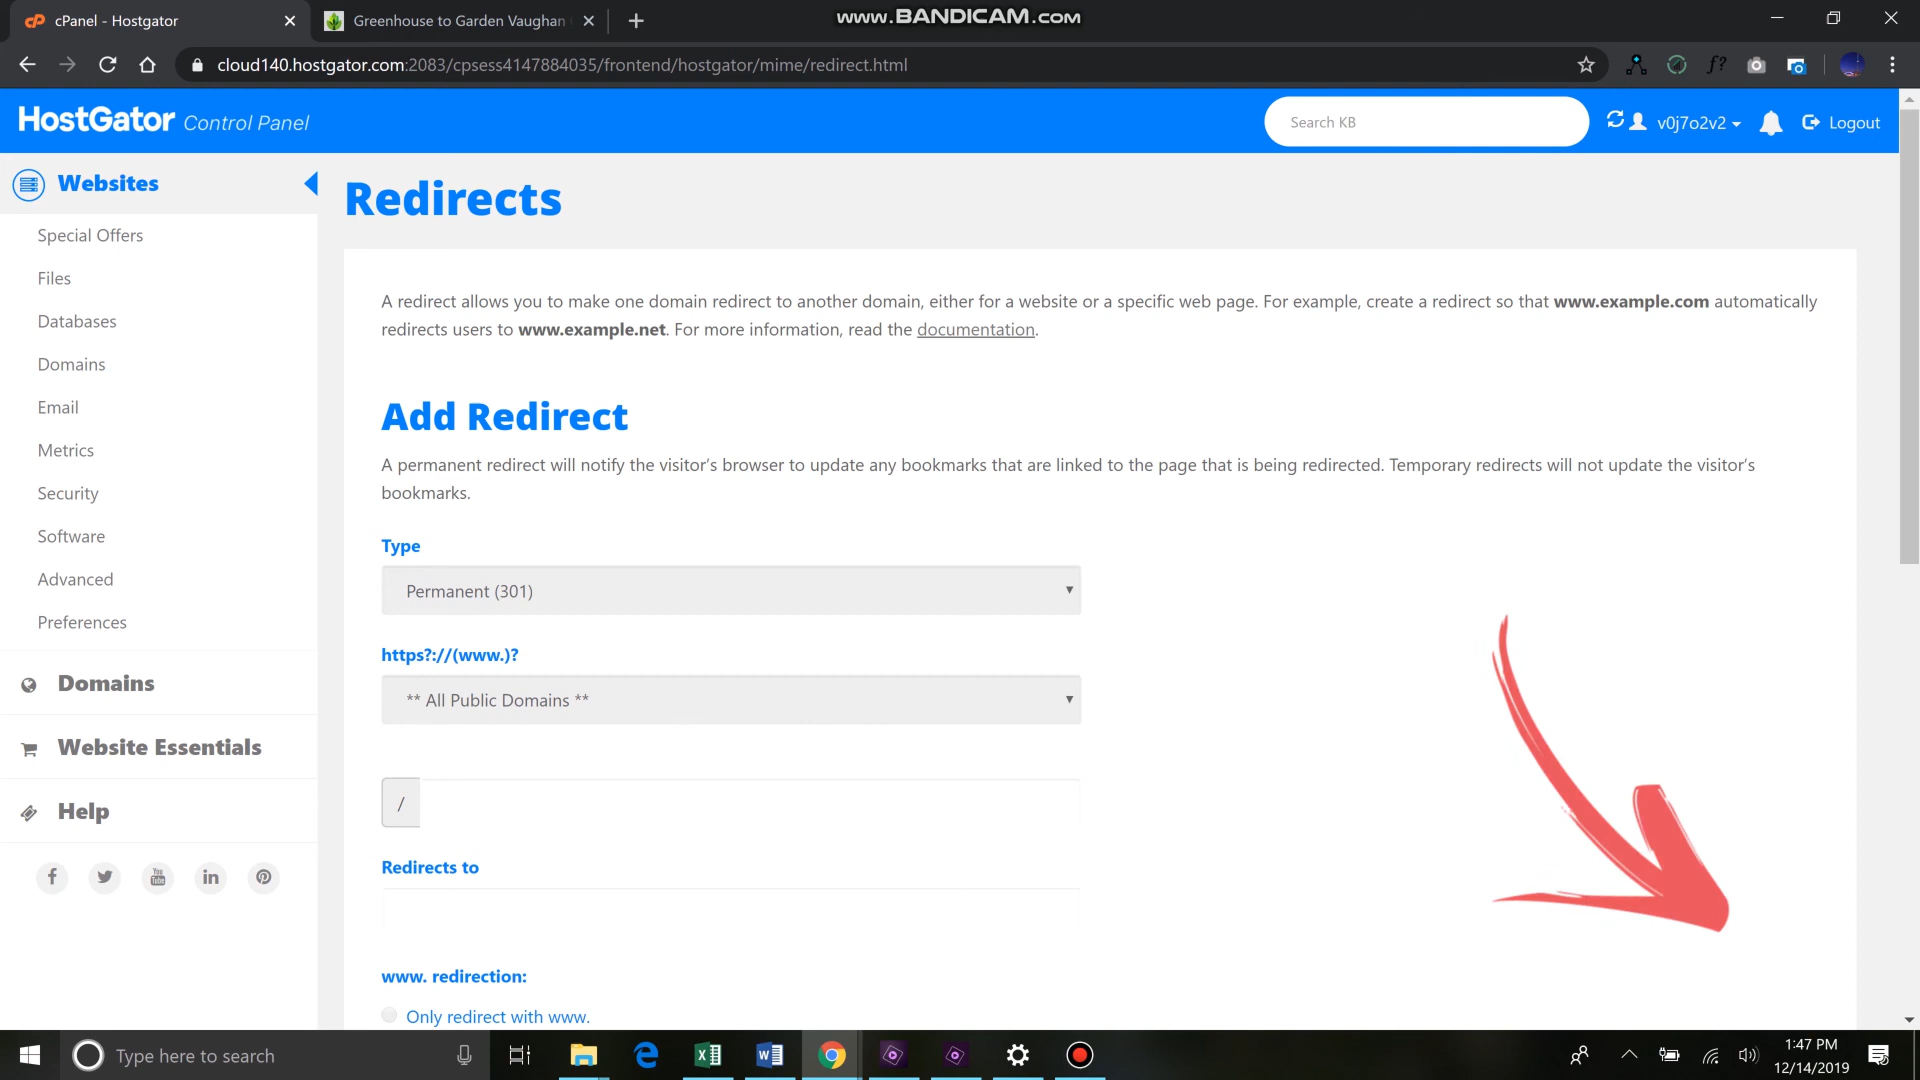 cPanel - Hostgator
Greenhouse to Garden Vaughan
www.BANDICAM.com
cloud140.hostgator.com:2083/cpsess4147884035/frontend/hostgator/mime/redirect.html
f?
HostGator Control Panel
Search KB
v0j7o2v2
Logout
Websites
Special Offers
Files
Databases
Domains
Email
Metrics
Security
Software
Advanced
Preferences
Domains
Website Essentials
Help
Redirects
A redirect allows you to make one domain redirect to another domain, either for a website or a specific web page. For example, create a redirect so that www.example.com automatically
redirects users to www.example.net. For more information, read the documentation.
Add Redirect
A permanent redirect will notify the visitor’s browser to update any bookmarks that are linked to the page that is being redirected. Temporary redirects will not update the visitor’s
bookmarks.
Type
Permanent (301)
https?://(www.)?
** All Public Domains **
/
Redirects to
www. redirection:
Only redirect with www.
Type here to search
1:47 PM
12/14/2019